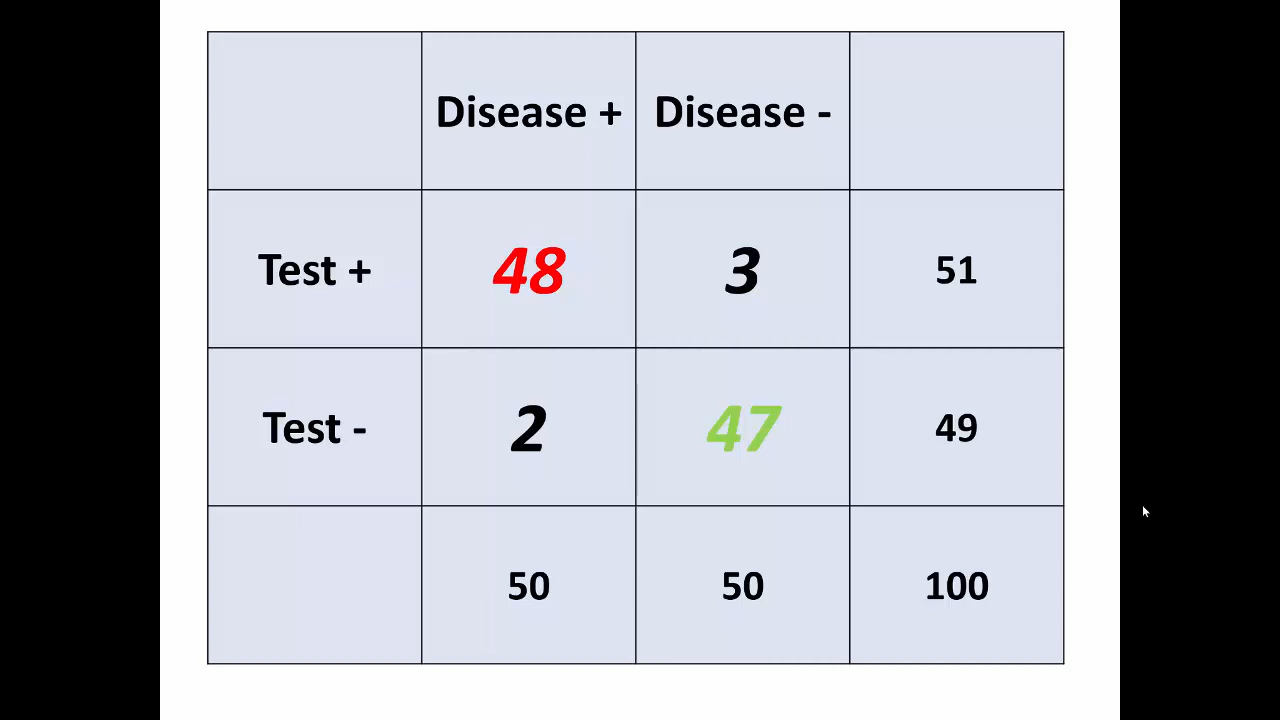 Disease + Disease -
Test + 48 3 51
Test - 2 47 49
50 50 100